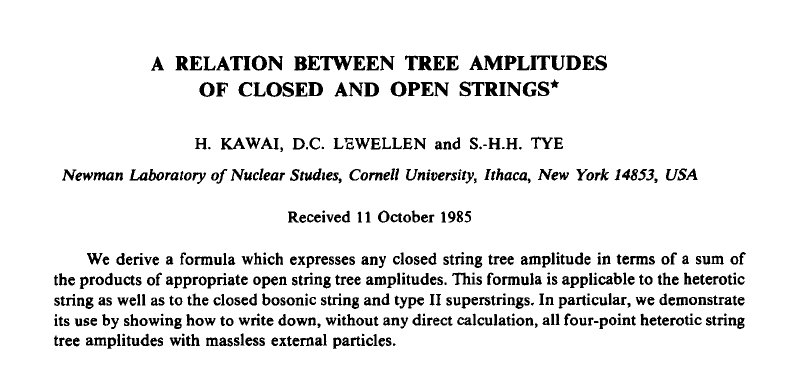 A RELATION BETWEEN TREE AMPLITUDES
OF CLOSED AND OPEN STRINGS*
H. KAWAI, D.C. LEWELLEN and S.-H.H. TYE
Newman Laboratory of Nuclear Studies, Cornell University, Ithaca, New York 14853, USA
Received 11 October 1985
We derive a formula which expresses any closed string tree amplitude in terms of a sum of
the products of appropriate open string tree amplitudes. This formula is applicable to the heterotic
string as well as to the closed bosonic string and type II superstrings. In particular, we demonstrate
its use by showing how to write down, without any direct calculation, all four-point heterotic string
tree amplitudes with massless external particles.